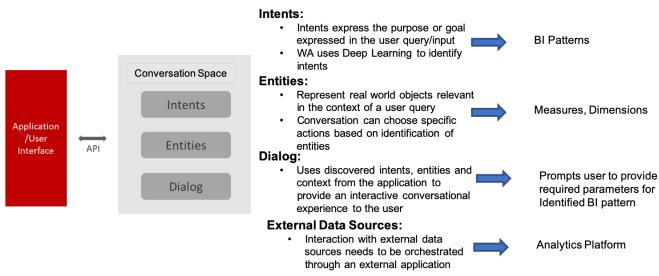 Application
/User
Interface
API
Conversation Space
Intents
Entities
Dialog
Intents:
• Intents express the purpose or goal
expressed in the user query/input
• WA uses Deep Learning to identify
intents
BI Patterns
Entities:
• Represent real world objects relevant
in the context of a user query
• Conversation can choose specific
actions based on identification of
entities
Measures, Dimensions
Dialog:
• Uses discovered intents, entities and
context from the application to
provide an interactive conversational
experience to the user
Prompts user to provide
required parameters for
Identified BI pattern
External Data Sources:
• Interaction with external data
sources needs to be orchestrated
through an external application
Analytics Platform